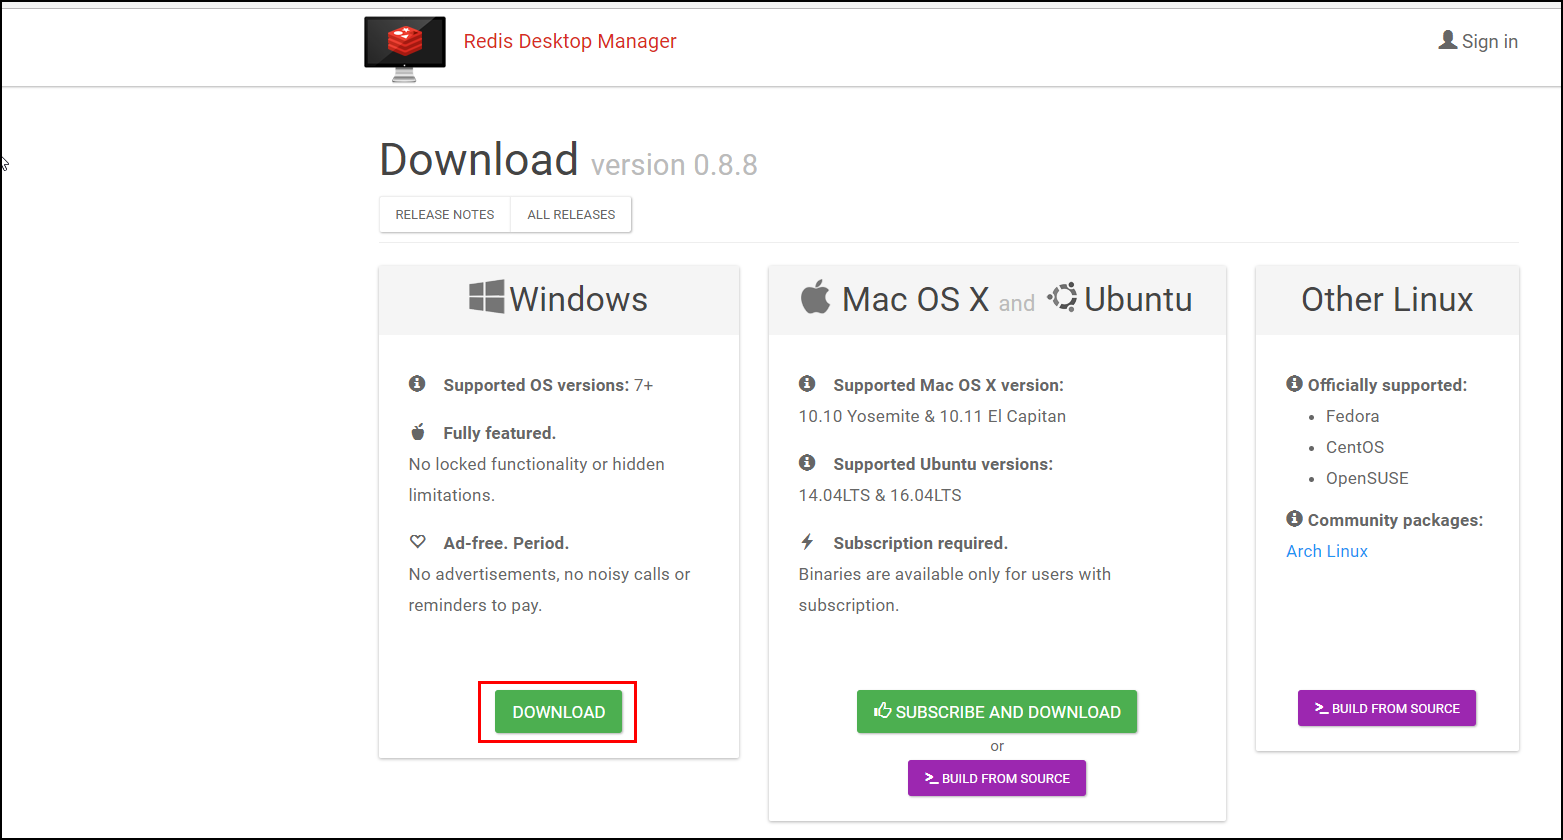 Redis Desktop Manager
Sign in
Download version 0.8.8
RELEASE NOTES
ALL RELEASES
Windows
Supported OS versions: 7+
Fully featured.
No locked functionality or hidden
limitations.
Ad-free. Period.
No advertisements, no noisy calls or
reminders to pay.
DOWNLOAD
Mac OS X and Ubuntu
Supported Mac OS X version:
10.10 Yosemite & 10.11 El Capitan
Supported Ubuntu versions:
14.04LTS & 16.04LTS
Subscription required.
Binaries are available only for users with
subscription.
SUBSCRIBE AND DOWNLOAD
or
BUILD FROM SOURCE
Other Linux
Officially supported:
• Fedora
• CentOS
• OpenSUSE
Community packages:
Arch Linux
BUILD FROM SOURCE